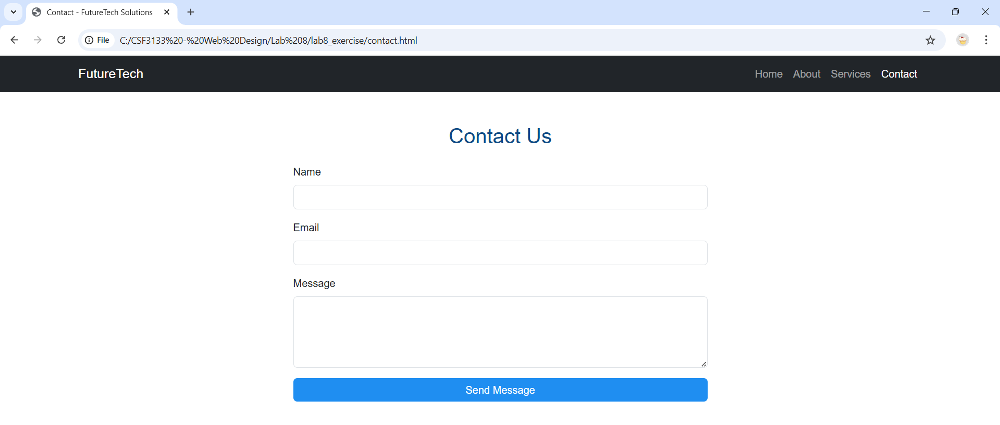 Contact - FutureTech Solutions
File C:/CSF3133%20-%20Web%20Design/Lab%208/lab8_exercise/contact.html
FutureTech Home About Services Contact
Contact Us
Name
Email
Message
Send Message